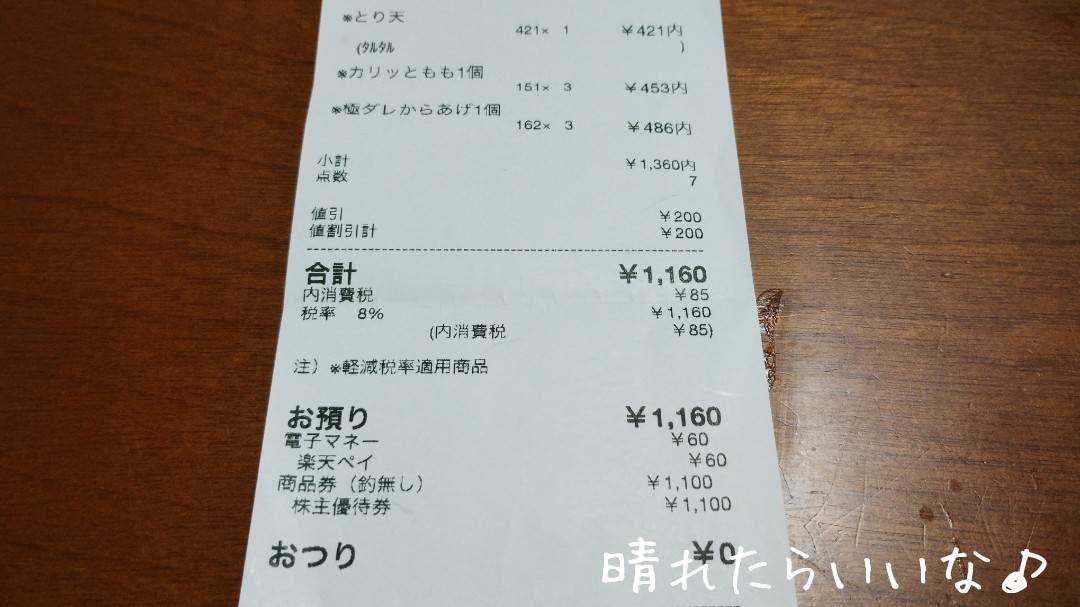 ※とり天
421× 1 ¥421内
(ﾀﾙﾀﾙ )
※カリッともも1個
151× 3 ¥453内
※極ダレからあげ1個
162× 3 ¥486内
小計 ¥1,360内
点数 7
値引 ¥200
値割引計 ¥200
合計 ¥1,160
内消費税 ¥85
税率 8% ¥1,160
(内消費税 ¥85)
注）※軽減税率適用商品
お預り ¥1,160
電子マネー ¥60
楽天ペイ ¥60
商品券（釣無し） ¥1,100
株主優待券 ¥1,100
おつり ¥0
晴れたらいいな♪